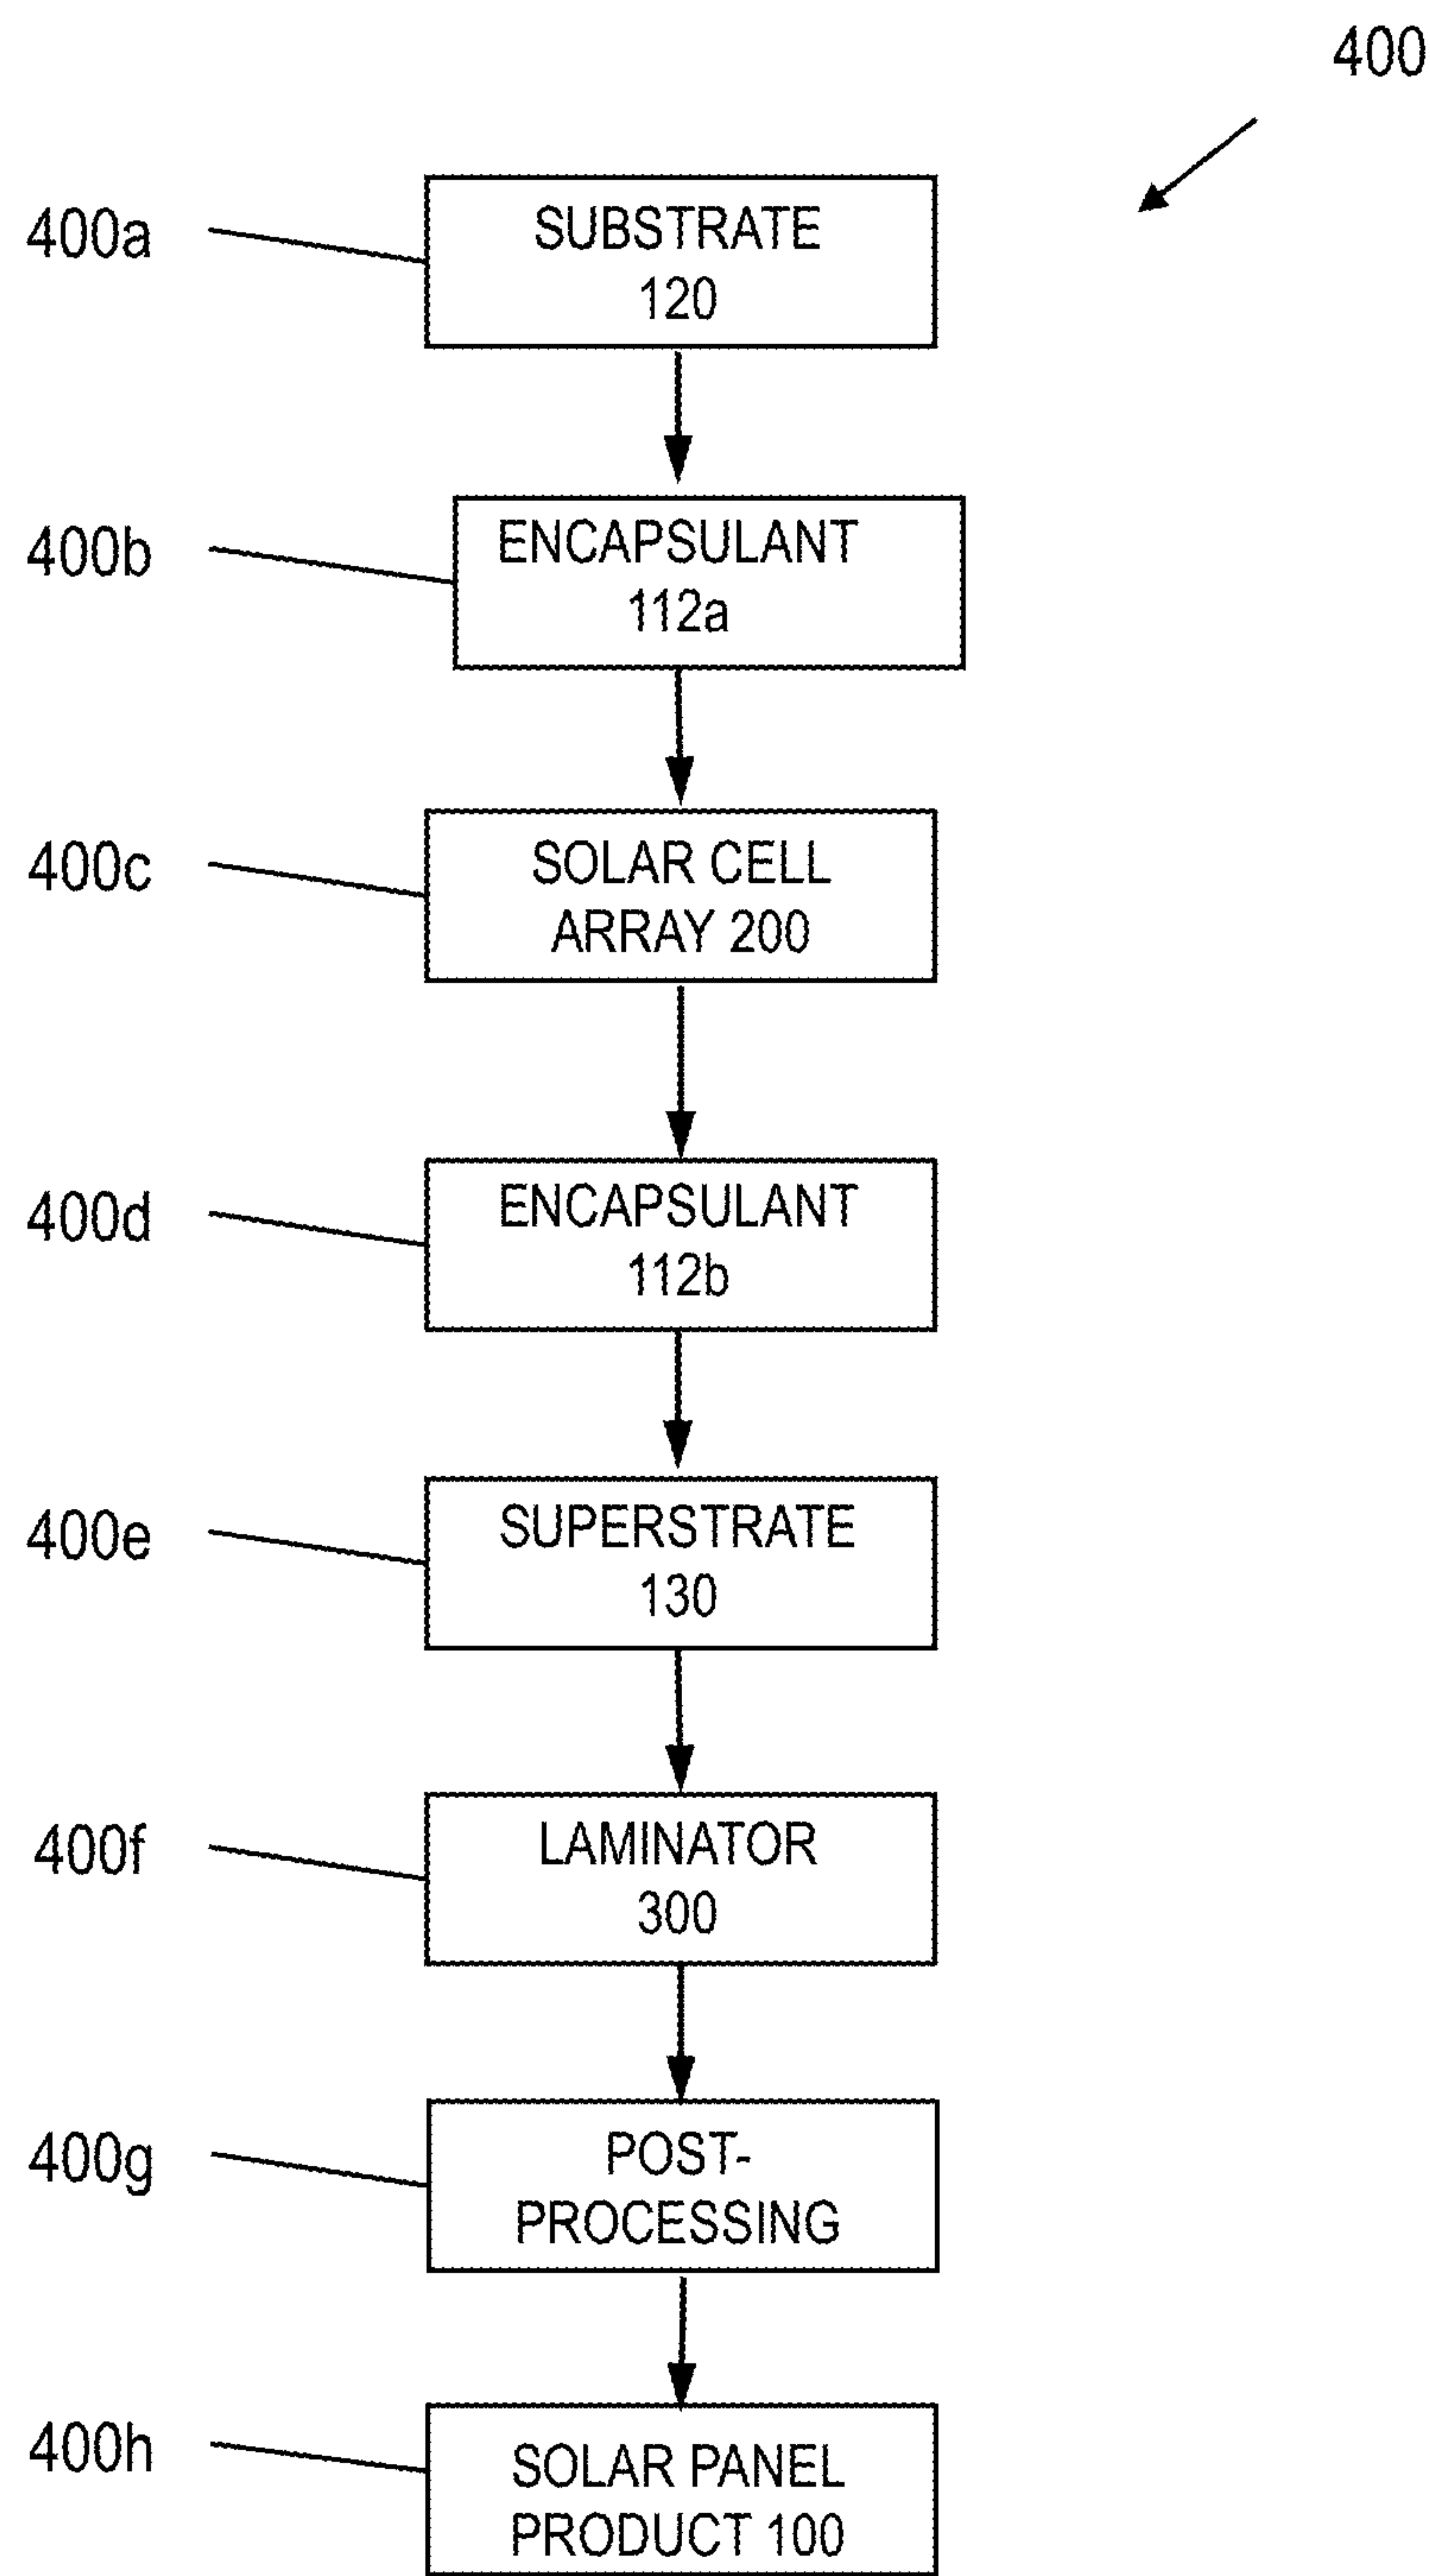 400
400a
SUBSTRATE
120
400b
ENCAPSULANT
112a
400c
SOLAR CELL
ARRAY 200
400d
ENCAPSULANT
112b
400e
SUPERSTRATE
130
400f
LAMINATOR
300
400g
POST-
PROCESSING
400h
SOLAR PANEL
PRODUCT 100